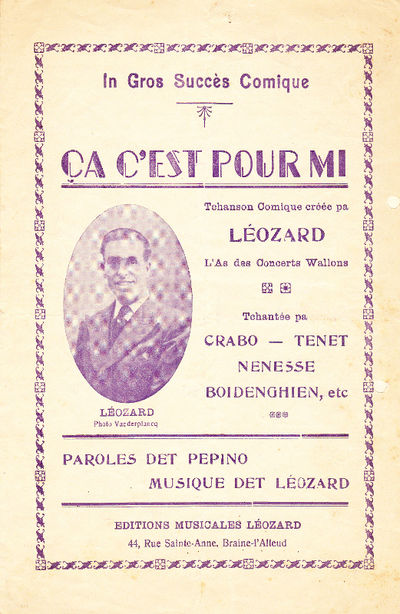 In Gros Succès Comique
ÇA C'EST POUR MI
Tchanson Comique créée pa
LÉOZARD
L'As des Concerts Wallons
Tchantée pa
CRABO — TENET
NENESSE
BOIDENGHIEN, etc
LÉOZARD
Photo Vanderplancq
PAROLES DET PEPINO
MUSIQUE DET LÉOZARD
EDITIONS MUSICALES LÉOZARD
44, Rue Sainte-Anne, Braine-l'Alleud